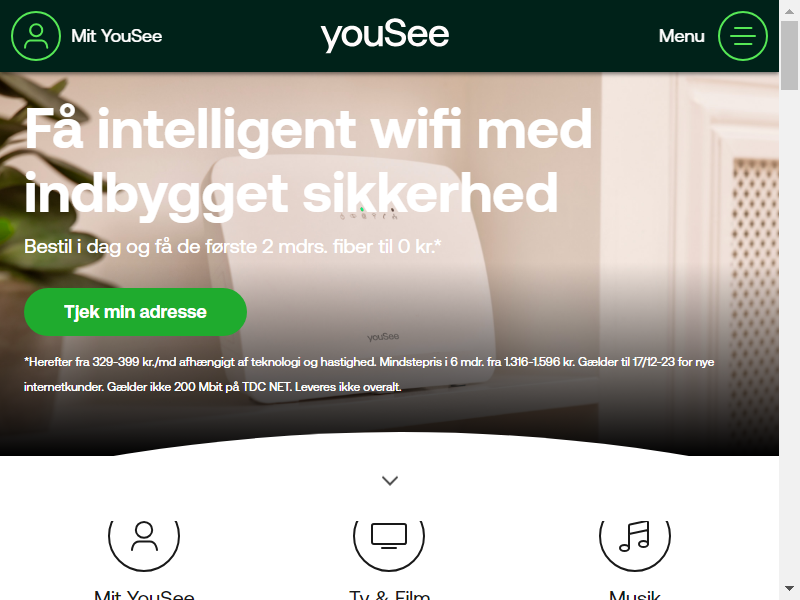 Mit YouSee
youSee
Menu
Få intelligent wifi med
indbygget sikkerhed
Bestil i dag og få de første 2 mdrs. fiber til 0 kr.*
Tjek min adresse
youSee
*Herefter fra 329-399 kr./md afhængigt af teknologi og hastighed. Mindstepris i 6 mdr. fra 1.316-1.596 kr. Gælder til 17/12-23 for nye
internetkunder. Gælder ikke 200 Mbit på TDC NET. Leveres ikke overalt.
Mit YouSee
Tv & Film
Musik